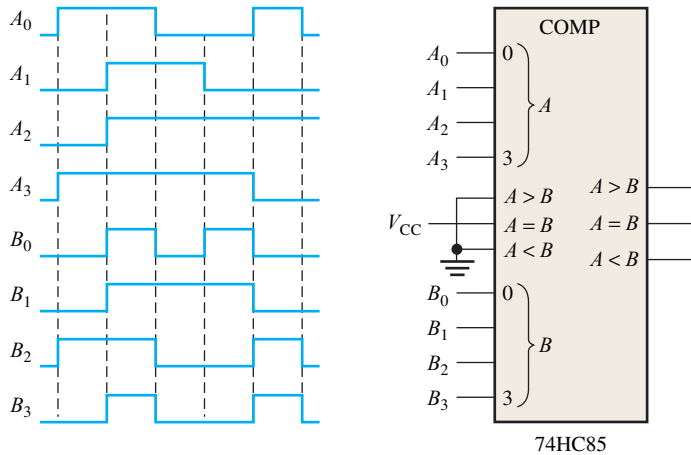 A0
A1
A2
A3
B0
B1
B2
B3
COMP
A0 0
A1
A2 A
A3 3
A > B A > B
VCC A = B A = B
A < B A < B
B0 0
B1
B2 B
B3 3
74HC85